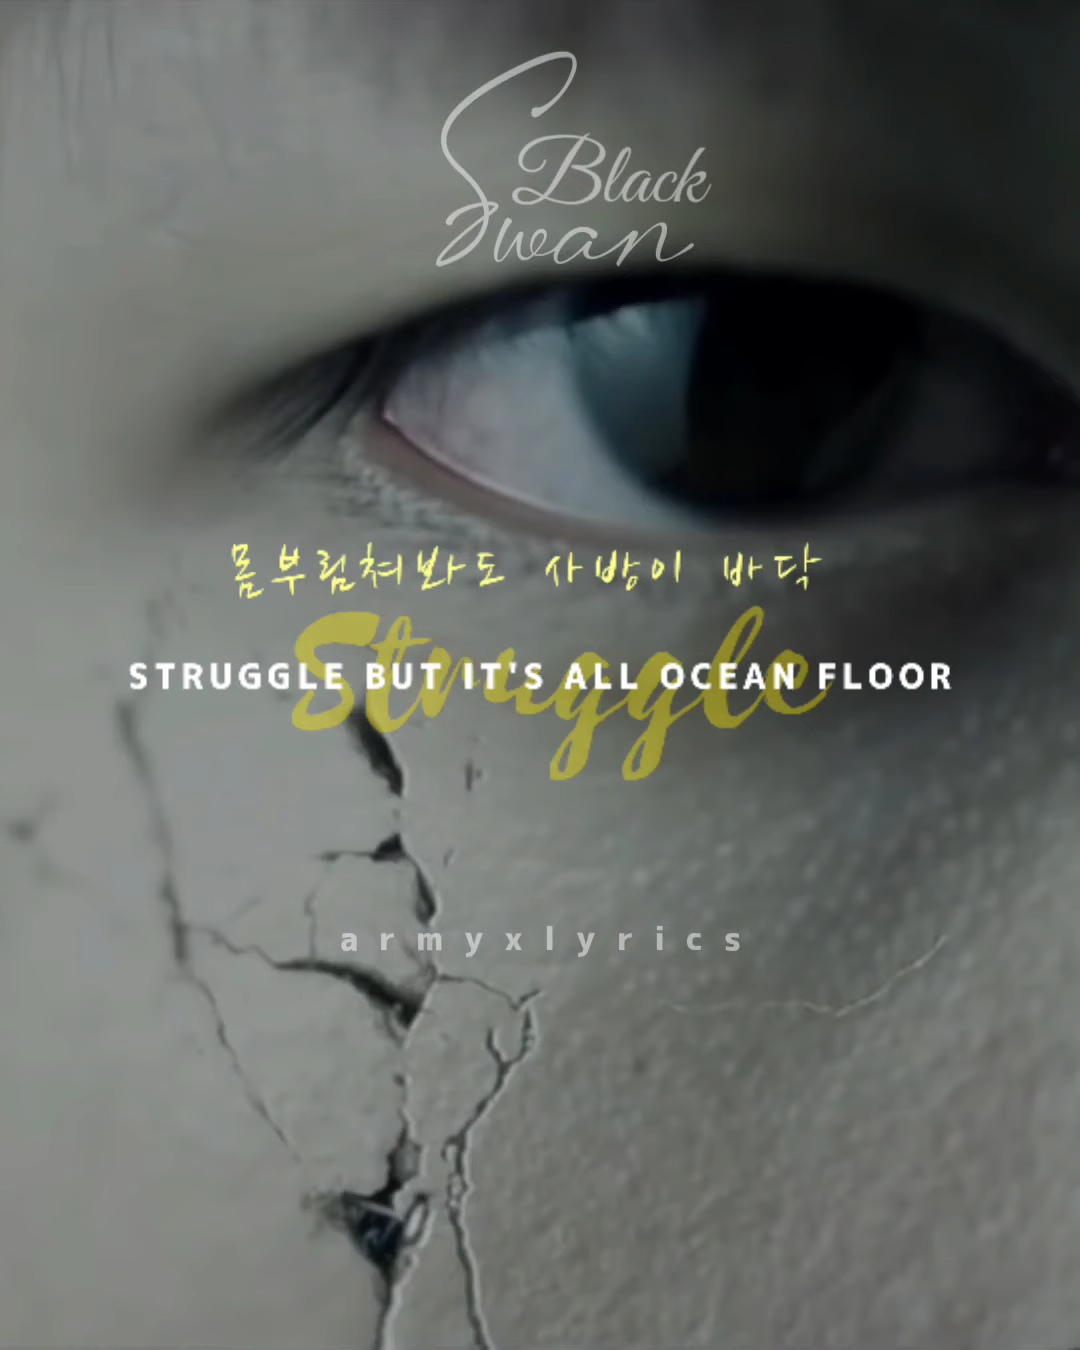 Black
Swan
몸부림쳐봐도 사방이 바닥
Struggle
STRUGGLE BUT IT'S ALL OCEAN FLOOR
armyxlyrics